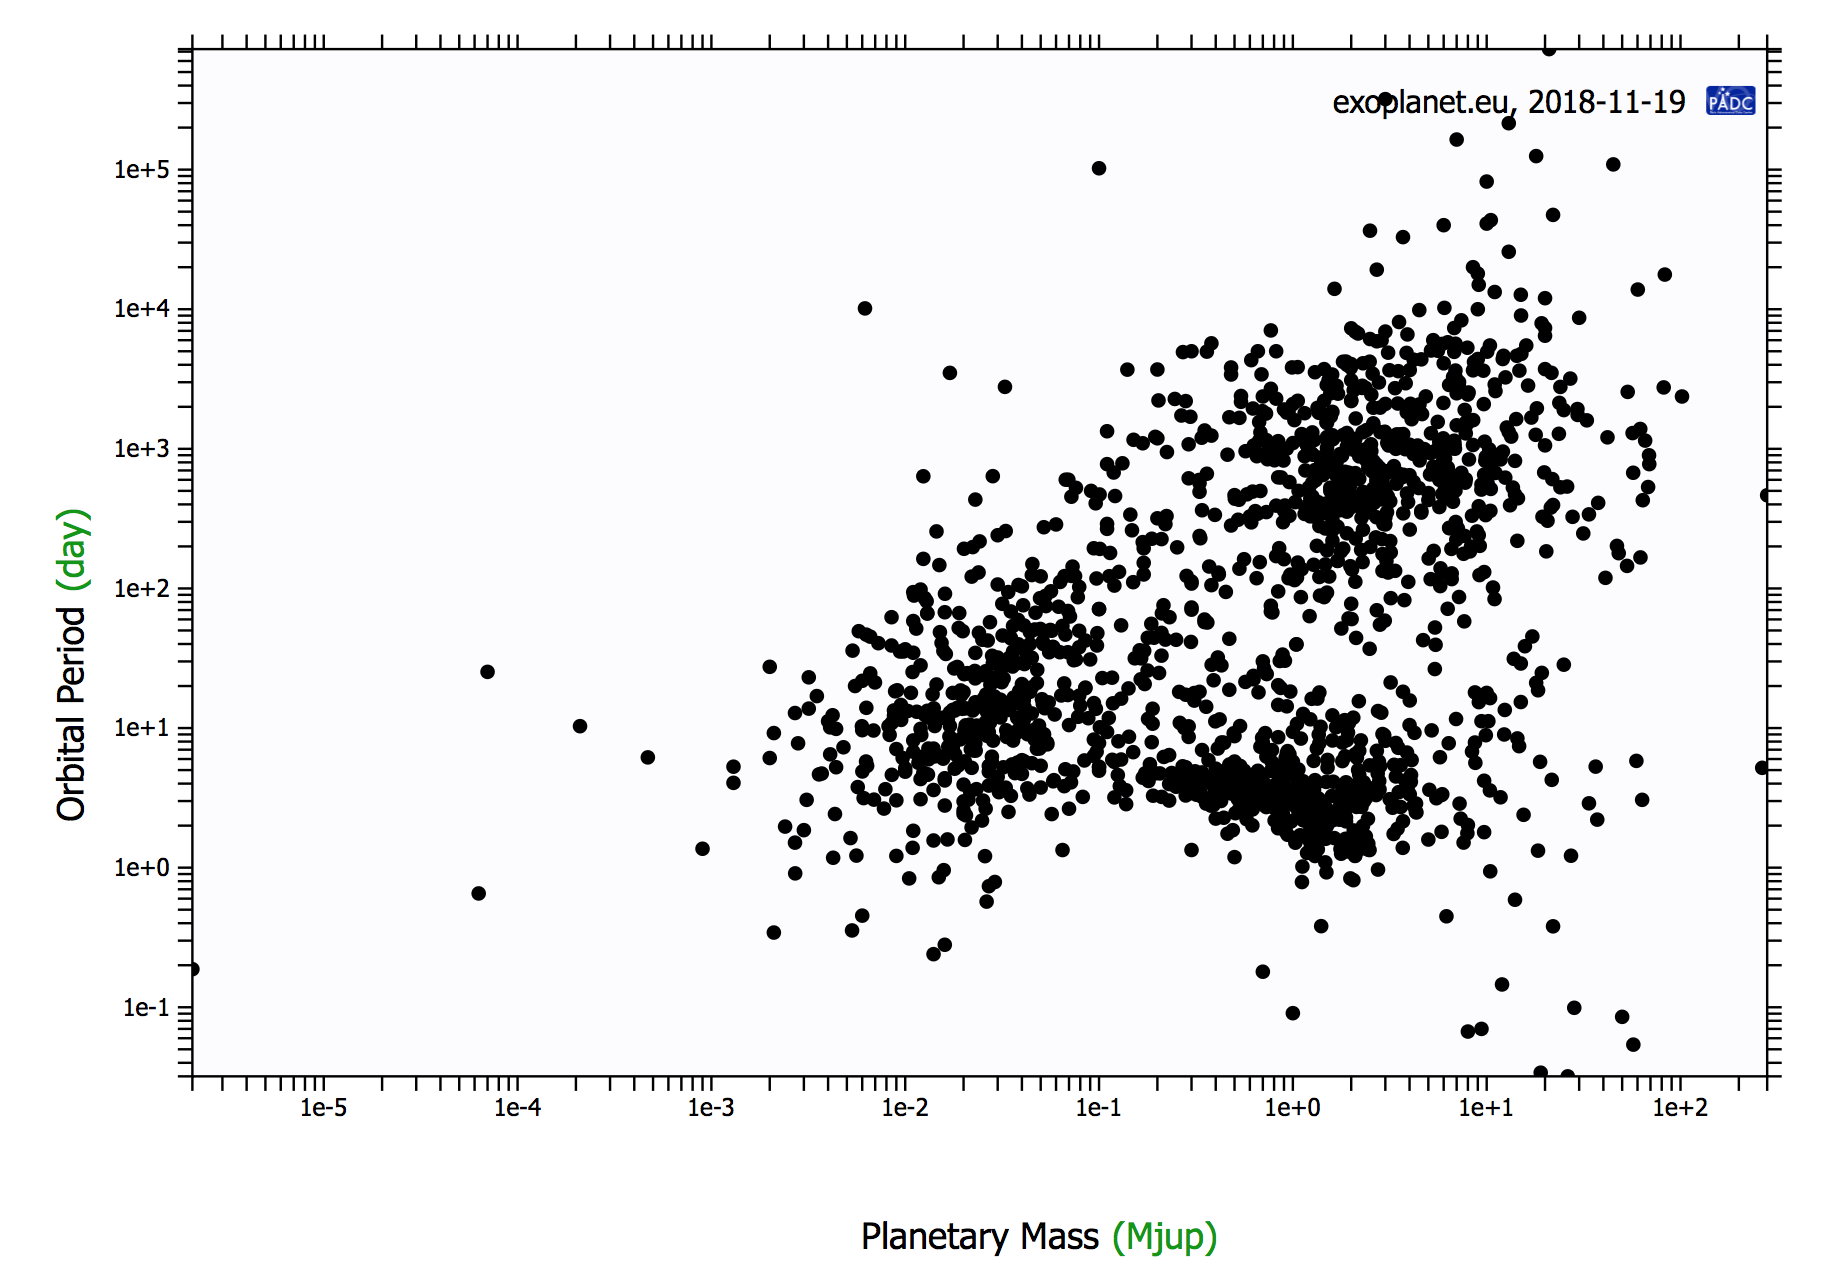 exoplanet.eu, 2018-11-19 PADC
1e+5
1e+4
1e+3
1e+2
1e+1
1e+0
1e-1
Orbital Period (day)
1e-5 1e-4 1e-3 1e-2 1e-1 1e+0 1e+1 1e+2
Planetary Mass (Mjup)